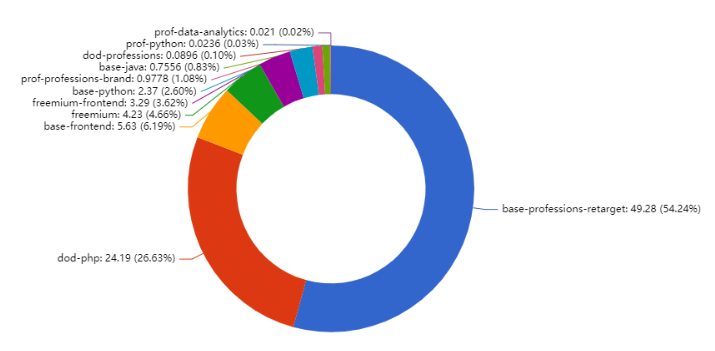 prof-data-analytics: 0.021 (0.02%)
prof-python: 0.0236 (0.03%)
dod-professions: 0.0896 (0.10%)
base-java: 0.7556 (0.83%)
prof-professions-brand: 0.9778 (1.08%)
base-python: 2.37 (2.60%)
freemium-frontend: 3.29 (3.62%)
freemium: 4.23 (4.66%)
base-frontend: 5.63 (6.19%)
base-professions-retarget: 49.28 (54.24%)
dod-php: 24.19 (26.63%)